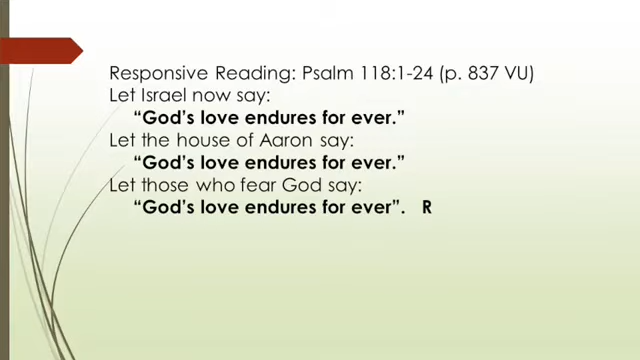 Responsive Reading: Psalm 118:1-24 (p. 837 VU)
Let Israel now say:
“God’s love endures for ever.”
Let the house of Aaron say:
“God’s love endures for ever.”
Let those who fear God say:
“God’s love endures for ever”. R